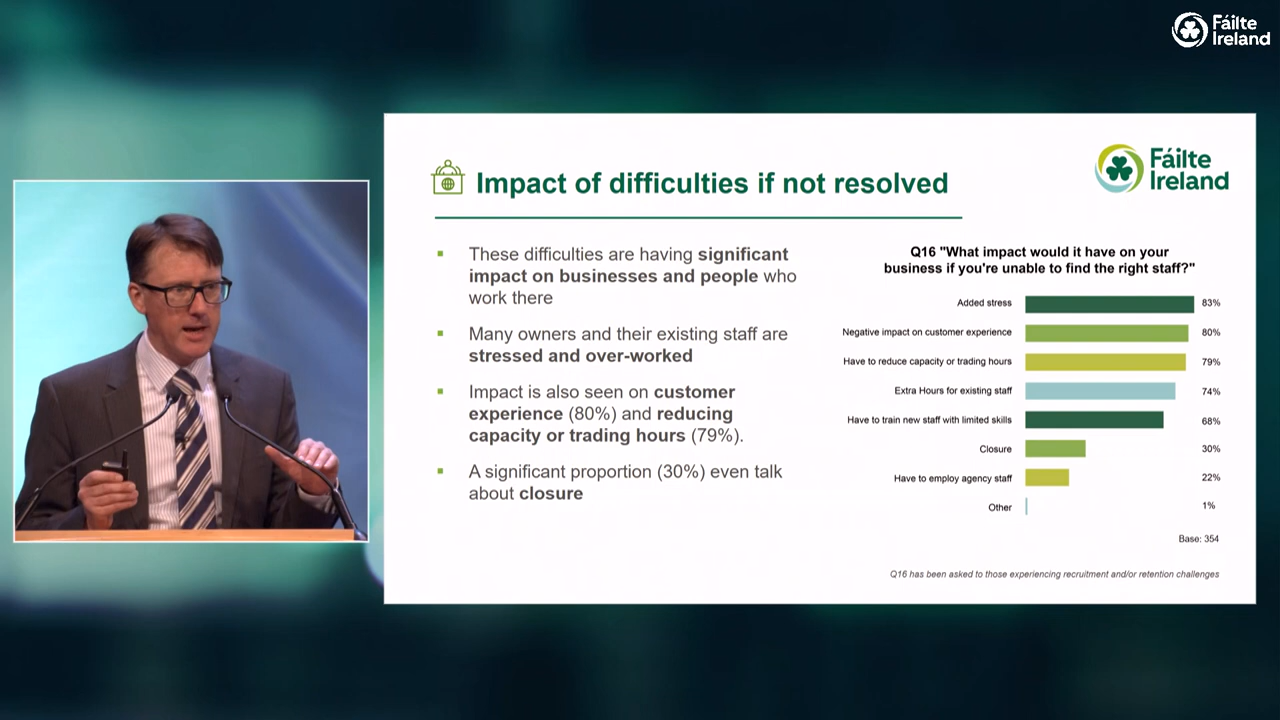 Fáilte
Ireland
Impact of difficulties if not resolved
Fáilte
Ireland
These difficulties are having significant
impact on businesses and people who
work there
Many owners and their existing staff are
stressed and over-worked
Impact is also seen on customer
experience (80%) and reducing
capacity or trading hours (79%).
A significant proportion (30%) even talk
about closure
Q16 "What impact would it have on your
business if you're unable to find the right staff?"
Added stress 83%
Negative impact on customer experience 80%
Have to reduce capacity or trading hours 79%
Extra Hours for existing staff 74%
Have to train new staff with limited skills 68%
Closure 30%
Have to employ agency staff 22%
Other 1%
Base: 354
Q16 has been asked to those experiencing recruitment and/or retention challenges